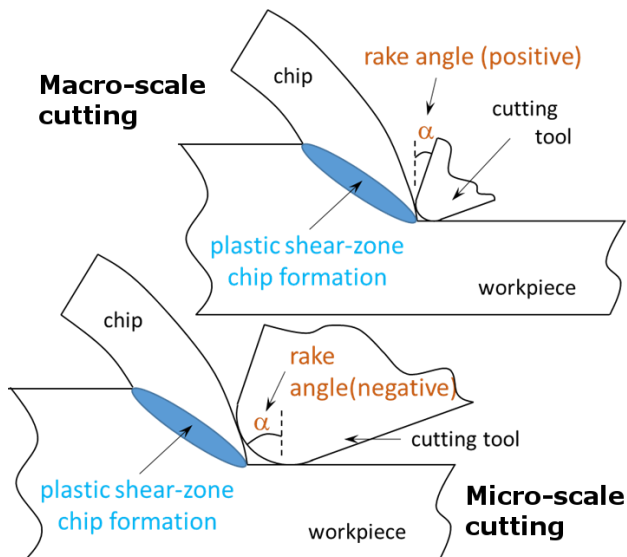 Macro-scale
cutting
chip
rake angle (positive)
α
cutting
tool
plastic shear-zone
chip formation
workpiece
chip
rake
angle(negative)
α
cutting tool
plastic shear-zone
chip formation
workpiece
Micro-scale
cutting